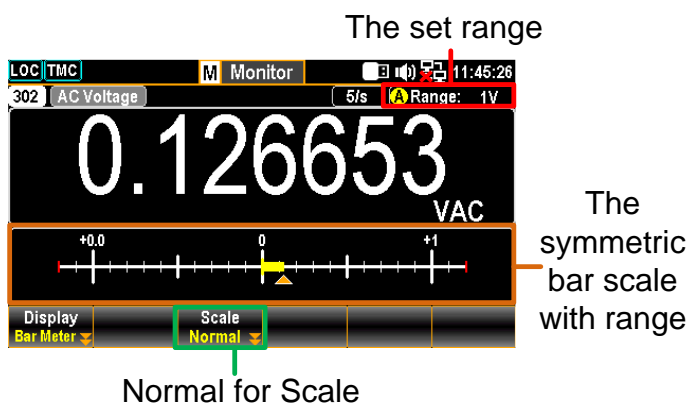 The set range
LOC TMC M Monitor 11:45:26
302 AC Voltage 5/s A Range: 1V
0.126653
VAC
+0.0 0 +1
The
symmetric
bar scale
with range
Display Scale
Bar Meter Normal
Normal for Scale